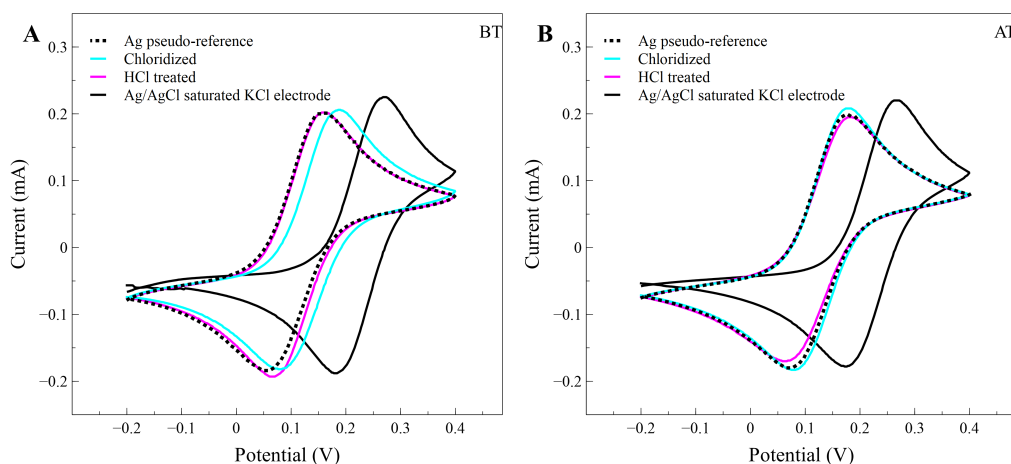 A
BT
Ag pseudo-reference
Chloridized
HCl treated
Ag/AgCl saturated KCl electrode
0.3
0.2
0.1
0
−0.1
−0.2
Current (mA)
−0.2
−0.1
0
0.1
0.2
0.3
0.4
Potential (V)
B
AT
Ag pseudo-reference
Chloridized
HCl treated
Ag/AgCl saturated KCl electrode
0.3
0.2
0.1
0
−0.1
−0.2
Current (mA)
−0.2
−0.1
0
0.1
0.2
0.3
0.4
Potential (V)